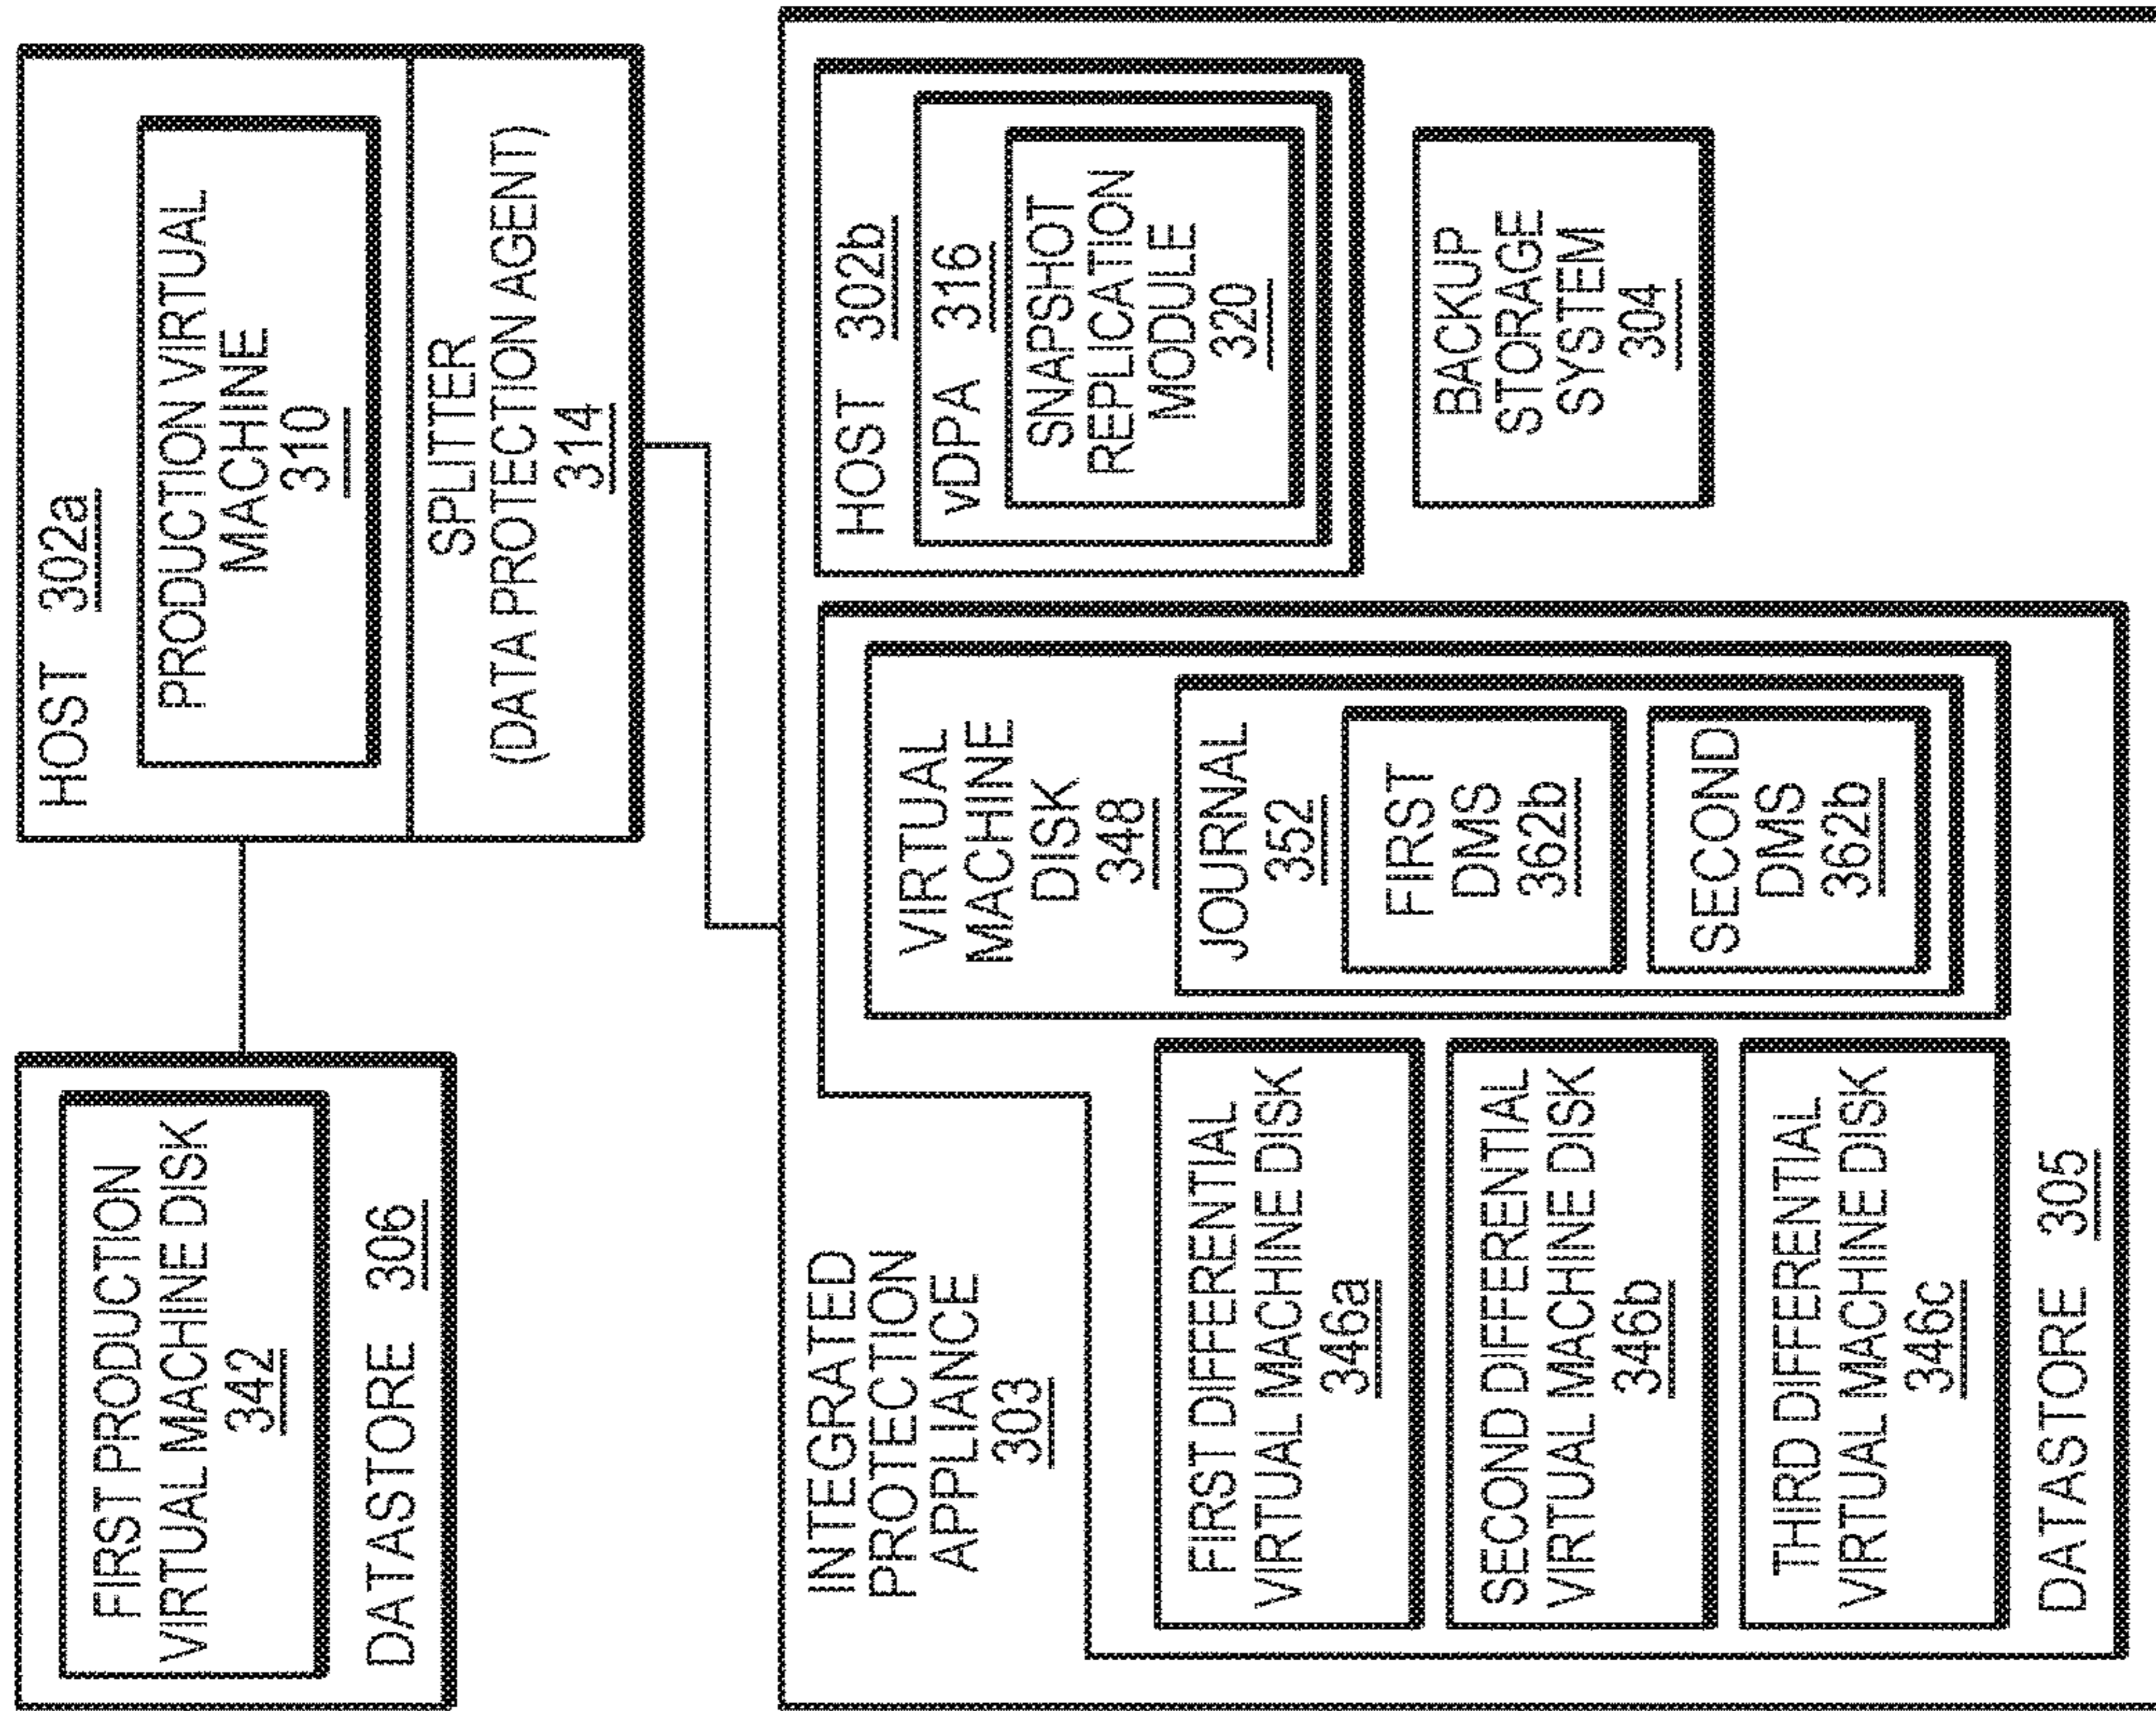 HOST 302a
PRODUCTION VIRTUAL
MACHINE
310
SPLITTER
(DATA PROTECTION AGENT)
314
FIRST PRODUCTION
VIRTUAL MACHINE DISK
342
DATASTORE 306
INTEGRATED
PROTECTION
APPLIANCE
303
HOST 302b
vDPA 316
SNAPSHOT
REPLICATION
MODULE
320
BACKUP
STORAGE
SYSTEM
304
VIRTUAL
MACHINE
DISK
348
JOURNAL
352
FIRST
DMS
362b
SECOND
DMS
362b
FIRST DIFFERENTIAL
VIRTUAL MACHINE DISK
346a
SECOND DIFFERENTIAL
VIRTUAL MACHINE DISK
346b
THIRD DIFFERENTIAL
VIRTUAL MACHINE DISK
346c
DATASTORE 305